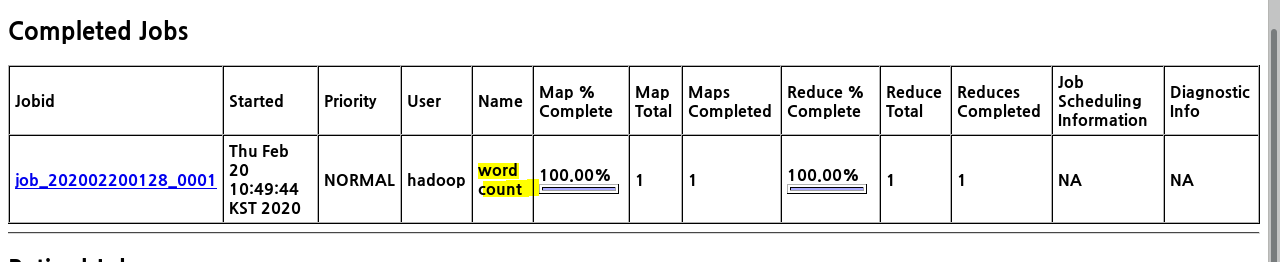 Completed Jobs
Jobid
Started
Priority
User
Name
Map %
Complete
Map
Total
Maps
Completed
Reduce %
Complete
Reduce
Total
Reduces
Completed
Job
Scheduling
Information
Diagnostic
Info
job_202002200128_0001
Thu Feb
20
10:49:44
KST 2020
NORMAL
hadoop
word
count
100.00%
1
1
100.00%
1
1
NA
NA